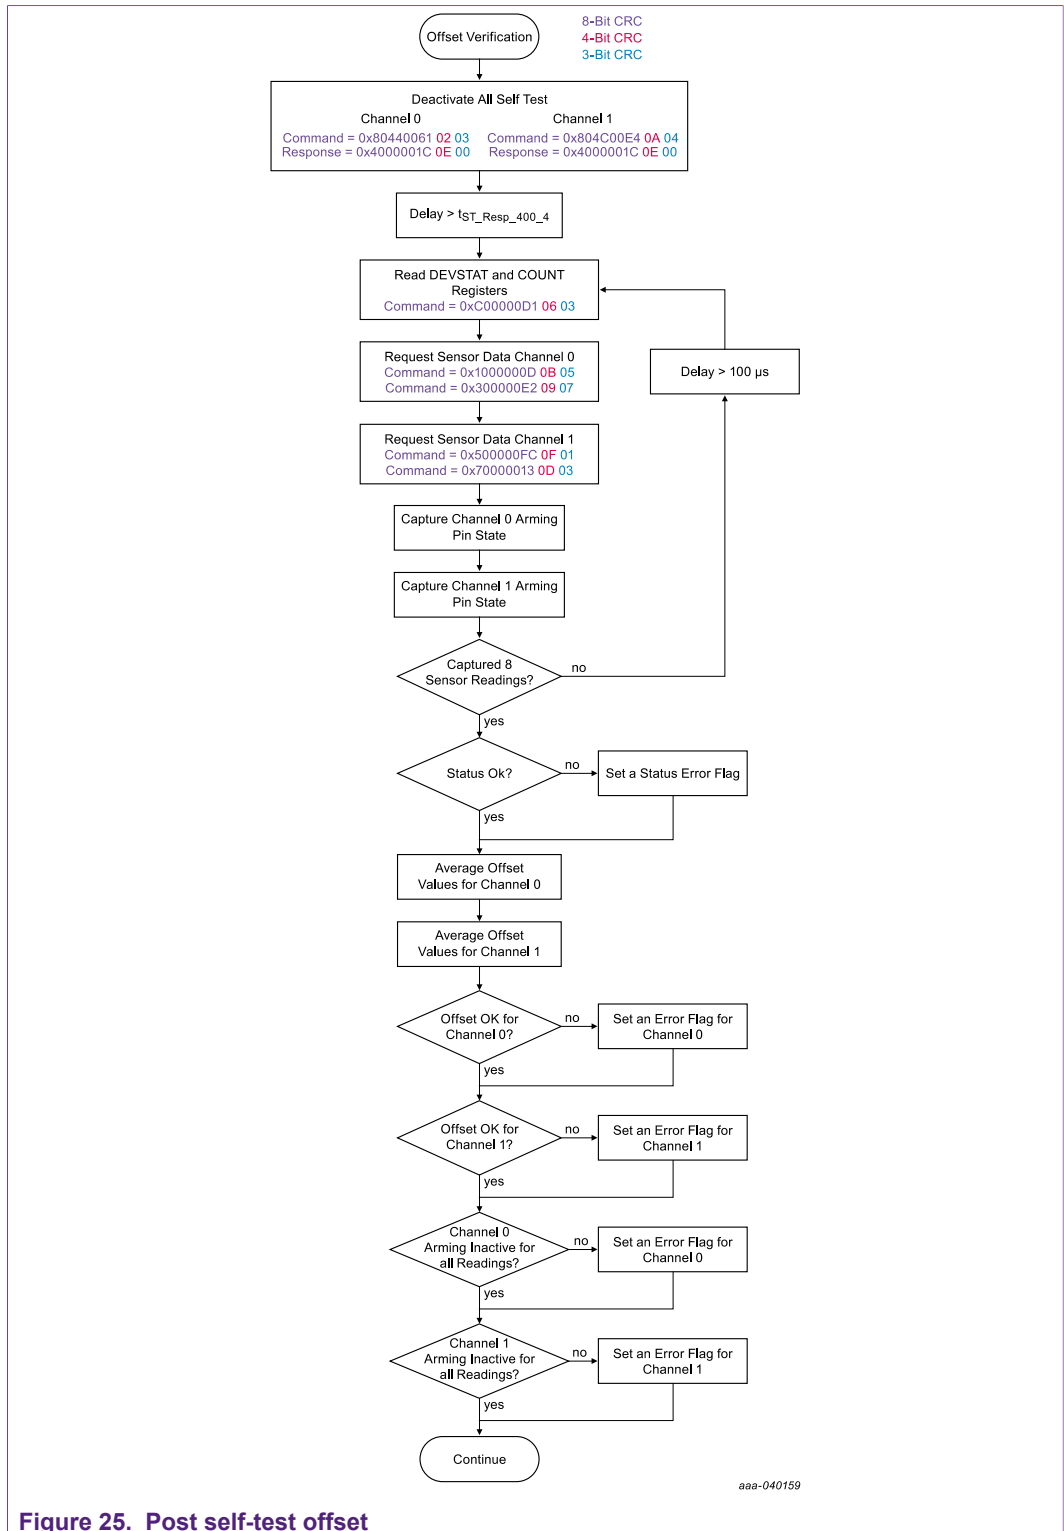 Offset Verification
8-Bit CRC
4-Bit CRC
3-Bit CRC
Deactivate All Self Test
Channel 0
Command = 0x80440061 02 03
Response = 0x4000001C 0E 00
Channel 1
Command = 0x804C00E4 0A 04
Response = 0x4000001C 0E 00
Delay > tST_Resp_400_4
Read DEVSTAT and COUNT
Registers
Command = 0xC00000D1 06 03
Request Sensor Data Channel 0
Command = 0x1000000D 0B 05
Command = 0x300000E2 09 07
Delay > 100 µs
Request Sensor Data Channel 1
Command = 0x500000FC 0F 01
Command = 0x70000013 0D 03
Capture Channel 0 Arming
Pin State
Capture Channel 1 Arming
Pin State
Captured 8
Sensor Readings?
no
yes
Status Ok?
no
Set a Status Error Flag
yes
Average Offset
Values for Channel 0
Average Offset
Values for Channel 1
Offset OK for
Channel 0?
no
Set an Error Flag for
Channel 0
yes
Offset OK for
Channel 1?
no
Set an Error Flag for
Channel 1
yes
Channel 0
Arming Inactive for
all Readings?
no
Set an Error Flag for
Channel 0
yes
Channel 1
Arming Inactive for
all Readings?
no
Set an Error Flag for
Channel 1
yes
Continue
aaa-040159
Figure 25. Post self-test offset